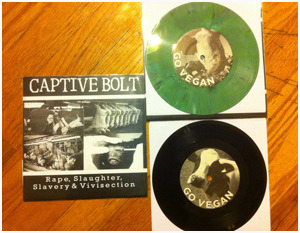 CAPTIVE BOLT
Rape, Slaughter,
Slavery & Vivisection
GO VEGAN
GO VEGAN